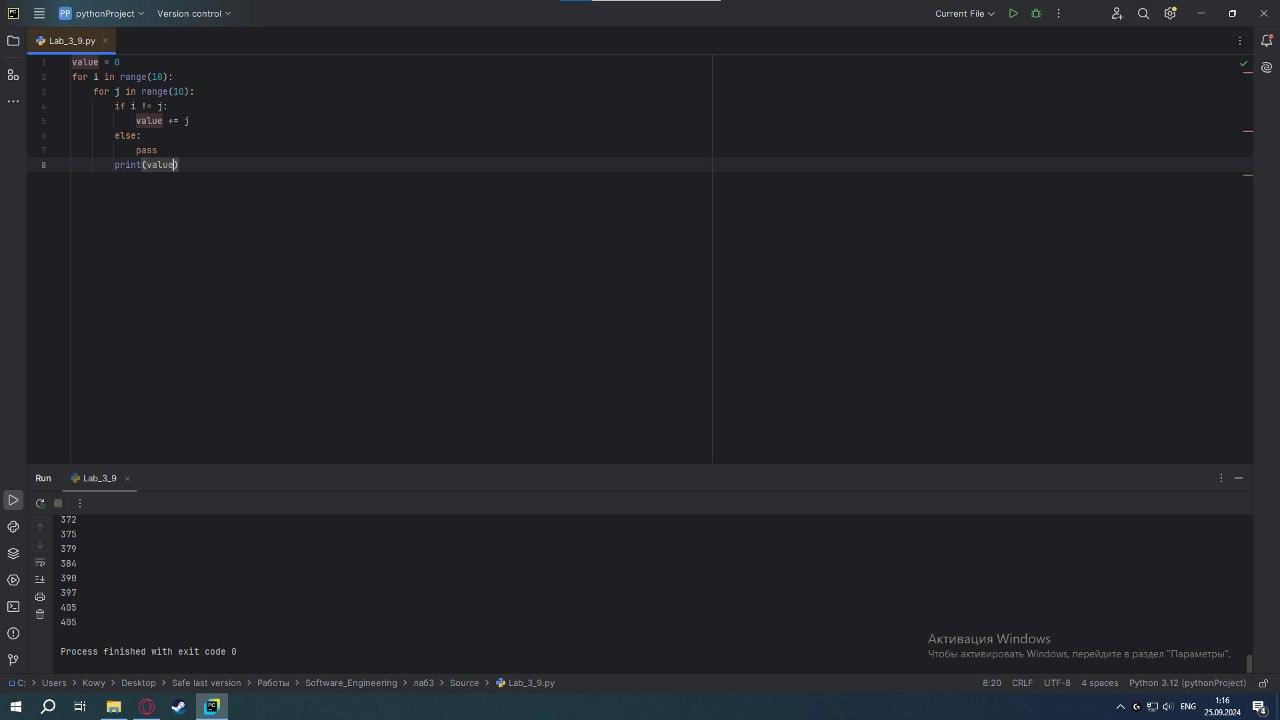 PP pythonProject Version control Current File
Lab_3_9.py
1 value = 0
2 for i in range(10):
3 for j in range(10):
4 if i != j:
5 value += j
6 else:
7 pass
8 print(value)
Run Lab_3_9
372
375
379
384
390
397
405
405
Process finished with exit code 0
Активация Windows
Чтобы активировать Windows, перейдите в раздел "Параметры".
C: > Users > Kowy > Desktop > Safe last version > Работы > Software_Engineering > лаб3 > Source > Lab_3_9.py 8:20 CRLF UTF-8 4 spaces Python 3.12 (pythonProject)
ENG 1:16
25.09.2024